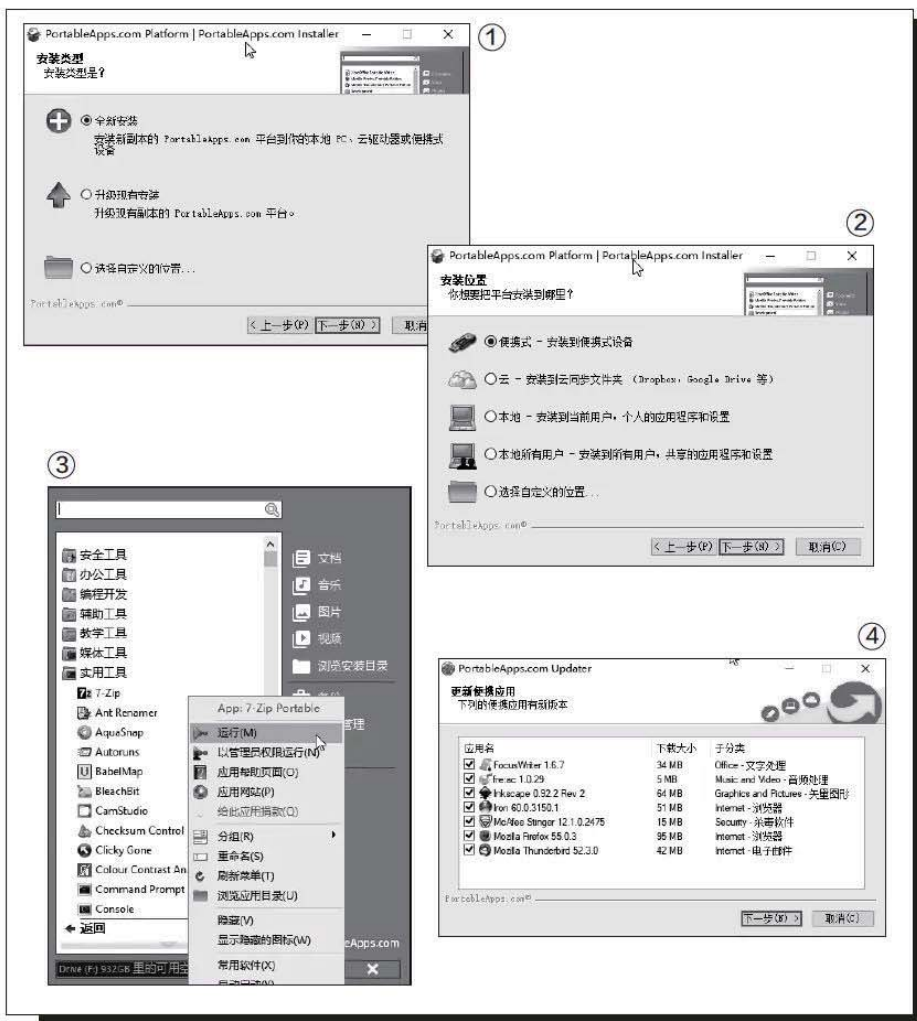 ①
PortableApps.com Platform | PortableApps.com Installer
安装类型
安装类型是？
全新安装
安装新副本的 PortableApps.com 平台到你的本地 PC、云驱动器或便携式
设备
升级现有安装
升级现有副本的 PortableApps.com 平台。
选择自定义的位置...
PortableApps.com®
< 上一步(P) 下一步(N) > 取消
②
PortableApps.com Platform | PortableApps.com Installer
安装位置
你想要把平台安装到哪里？
便携式 - 安装到便携式设备
云 - 安装到云同步文件夹 （Dropbox, Google Drive 等）
本地 - 安装到当前用户，个人的应用程序和设置
本地所有用户 - 安装到所有用户，共享的应用程序和设置
选择自定义的位置...
PortableApps.com®
< 上一步(P) 下一步(N) > 取消(C)
③
安全工具
办公工具
编程开发
辅助工具
教学工具
媒体工具
实用工具
7-Zip
Ant Renamer
AquaSnap
Autoruns
BabelMap
BleachBit
CamStudio
Checksum Control
Clicky Gone
Colour Contrast An
Command Prompt
Console
返回
Drive (F:) 932GB 里的可用空
文档
音乐
图片
视频
浏览安装目录
管理
leApps.com
App: 7-Zip Portable
运行(M)
以管理员权限运行(N)
应用帮助页面(O)
应用网站(P)
给此应用捐款(Q)
分组(R)
重命名(S)
刷新菜单(T)
浏览应用目录(U)
隐藏(V)
显示隐藏的图标(W)
常用软件(X)
④
PortableApps.com Updater
更新便携应用
下列的便携应用有新版本
应用名 下载大小 子分类
FocusWriter 1.6.7 34 MB Office - 文字处理
fre:ac 1.0.29 5 MB Music and Video - 音频处理
Inkscape 0.92.2 Rev 2 64 MB Graphics and Pictures - 矢量图形
Iron 60.0.3150.1 51 MB Internet - 浏览器
McAfee Stinger 12.1.0.2475 15 MB Security - 杀毒软件
Mozilla Firefox 55.0.3 95 MB Internet - 浏览器
Mozilla Thunderbird 52.3.0 42 MB Internet - 电子邮件
PortableApps.com®
下一步(N) > 取消(C)